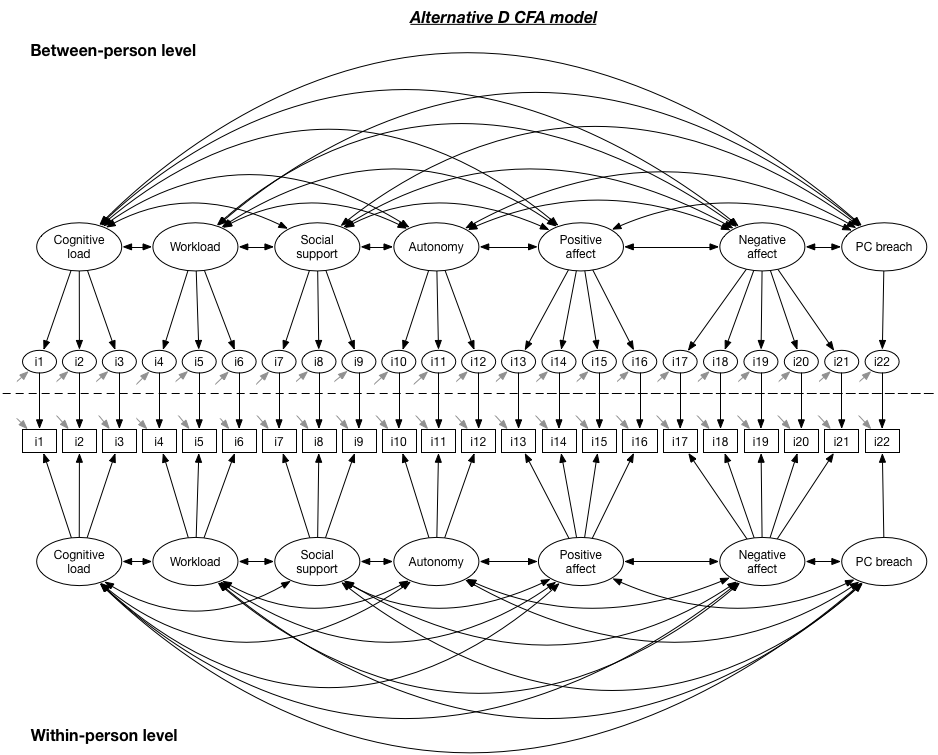 Alternative D CFA model
Between-person level
Cognitive
load
Workload
Social
support
Autonomy
Positive
affect
Negative
affect
PC breach
i1 i2 i3 i4 i5 i6 i7 i8 i9 i10 i11 i12 i13 i14 i15 i16 i17 i18 i19 i20 i21 i22
i1 i2 i3 i4 i5 i6 i7 i8 i9 i10 i11 i12 i13 i14 i15 i16 i17 i18 i19 i20 i21 i22
Cognitive
load
Workload
Social
support
Autonomy
Positive
affect
Negative
affect
PC breach
Within-person level